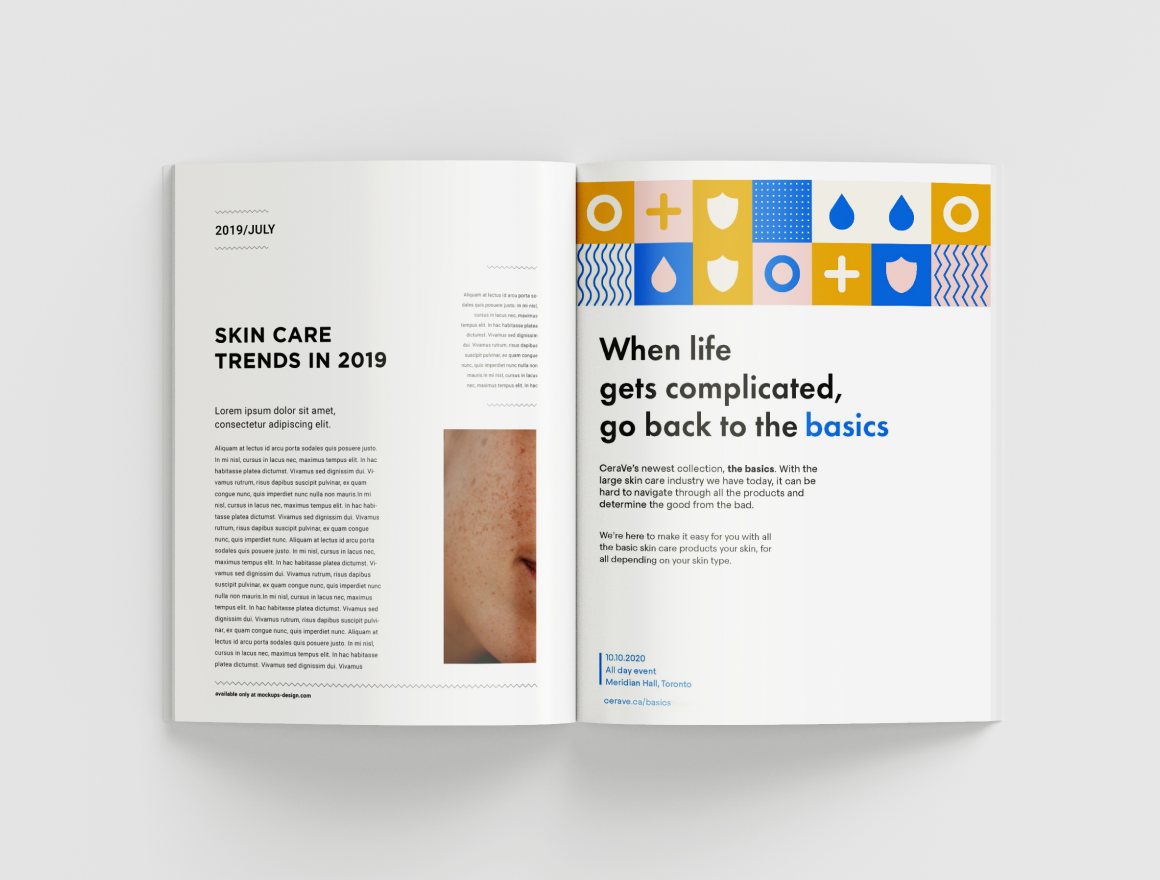 2019/JULY
SKIN CARE
TRENDS IN 2019
Lorem ipsum dolor sit amet,
consectetur adipiscing elit.
Aliquam at lectus id arcu porta sodales quis posuere justo.
In mi nisl, cursus in lacus nec, maximus tempus elit. In hac
habitasse platea dictumst. Vivamus sed dignissim dui. Vi-
vamus rutrum, risus dapibus suscipit pulvinar, ex quam
congue nunc, quis imperdiet nunc nulla non mauris.In mi
nisl, cursus in lacus nec, maximus tempus elit. In hac habi-
tasse platea dictumst. Vivamus sed dignissim dui. Vivamus
rutrum, risus dapibus suscipit pulvinar, ex quam congue
nunc, quis imperdiet nunc. Aliquam at lectus id arcu porta
sodales quis posuere justo. In mi nisl, cursus in lacus nec,
maximus tempus elit. In hac habitasse platea dictumst. Vi-
vamus sed dignissim dui. Vivamus rutrum, risus dapibus
suscipit pulvinar, ex quam congue nunc, quis imperdiet nunc
nulla non mauris.In mi nisl, cursus in lacus nec, maximus
tempus elit. In hac habitasse platea dictumst. Vivamus sed
dignissim dui. Vivamus rutrum, risus dapibus suscipit pulvi-
nar, ex quam congue nunc, quis imperdiet nunc. Aliquam at
lectus id arcu porta sodales quis posuere justo. In mi nisl,
cursus in lacus nec, maximus tempus elit. In hac habitasse
platea dictumst. Vivamus sed dignissim dui. Vivamus
Aliquam at lectus id arcu porta so-
dales quis posuere justo. In mi nisl,
cursus in lacus nec, maximus
tempus elit. In hac habitasse platea
dictumst. Vivamus sed dignissim
dui. Vivamus rutrum, risus dapibus
suscipit pulvinar, ex quam congue
nunc, quis imperdiet nunc nulla non
mauris.In mi nisl, cursus in lacus
nec, maximus tempus elit. In hac
available only at mockups-design.com
When life
gets complicated,
go back to the basics
CeraVe's newest collection, the basics. With the
large skin care industry we have today, it can be
hard to navigate through all the products and
determine the good from the bad.
We're here to make it easy for you with all
the basic skin care products your skin, for
all depending on your skin type.
10.10.2020
All day event
Meridian Hall, Toronto
cerave.ca/basics